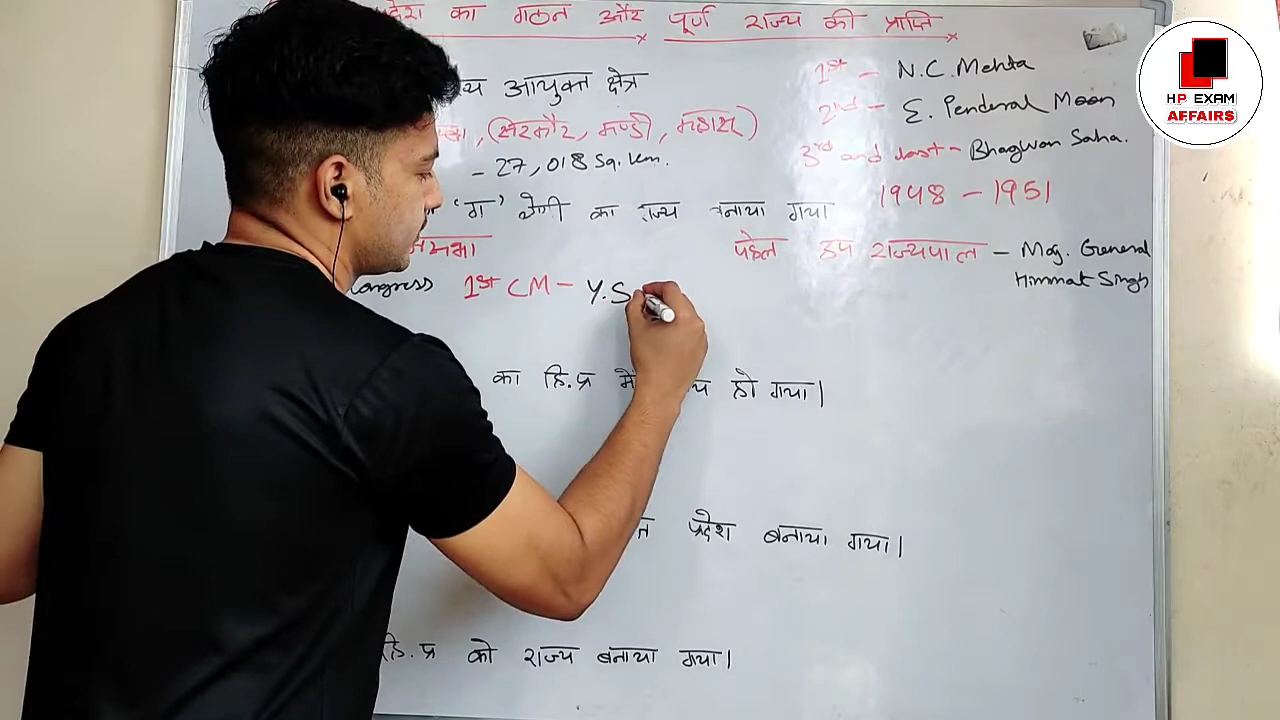 प्रदेश का गठन और पूर्ण राज्य की प्राप्ति
1st - N.C. Mehta
आयुक्त क्षेत्र
2nd - E. Penderal Moon
, (सिरमौर, मण्डी, महासू)
3rd and last - Bhagwan Saha.
- 27,018 Sq. Km.
1948 - 1951
'ग' श्रेणी का राज्य बनाया गया
पहले उप राज्यपाल - Maj. General
Himmat Singh
Congress 1st CM - Y.S
का हि.प्र में हो गया।
प्रदेश बनाया गया।
हि.प्र को राज्य बनाया गया।
HP EXAM
AFFAIRS